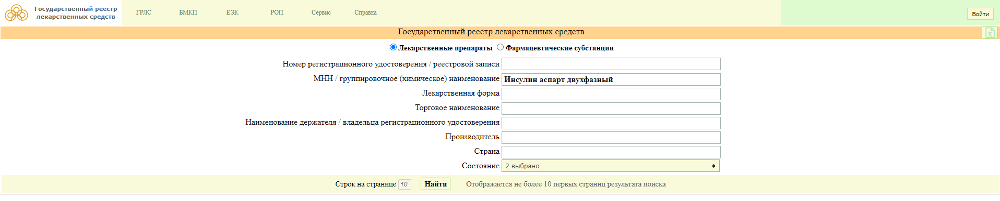 Государственный реестр
лекарственных средств
ГРЛС БМКП ЕЭК РОП Сервис Справка
Войти
Государственный реестр лекарственных средств
Лекарственные препараты Фармацевтические субстанции
Номер регистрационного удостоверения / реестровой записи
МНН / группировочное (химическое) наименование Инсулин аспарт двухфазный
Лекарственная форма
Торговое наименование
Наименование держателя / владельца регистрационного удостоверения
Производитель
Страна
Состояние 2 выбрано
Строк на странице 10 Найти Отображается не более 10 первых страниц результата поиска